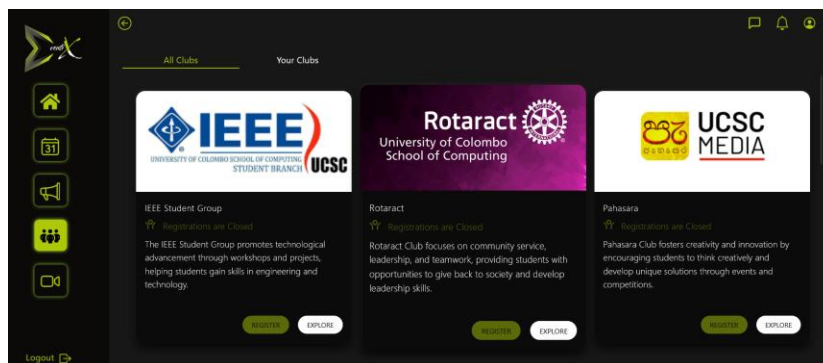 All Clubs
Your Clubs
31
IEEE
UNIVERSITY OF COLOMBO SCHOOL OF COMPUTING
STUDENT BRANCH
UCSC
IEEE Student Group
Registrations are Closed
The IEEE Student Group promotes technological
advancement through workshops and projects,
helping students gain skills in engineering and
technology.
REGISTER
EXPLORE
Rotaract
University of Colombo
School of Computing
Rotaract
Registrations are Closed
Rotaract Club focuses on community service,
leadership, and teamwork, providing students with
opportunities to give back to society and develop
leadership skills.
REGISTER
EXPLORE
පැ
පහසර
UCSC
MEDIA
Pahasara
Registrations are Closed
Pahasara Club fosters creativity and innovation by
encouraging students to think creatively and
develop unique solutions through events and
competitions.
REGISTER
EXPLORE
Logout